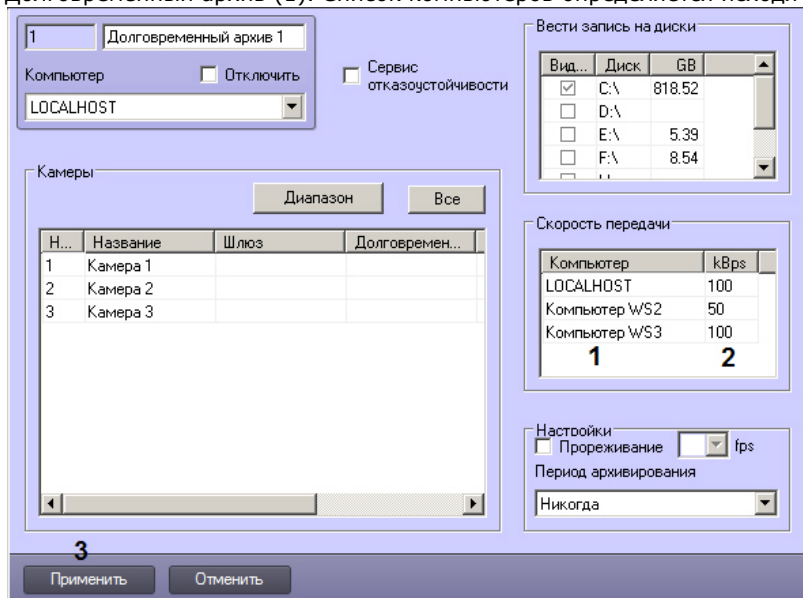 долговременный архив (1). Список компьютеров определяется исходя
1 Долговременный архив 1
Компьютер Отключить
LOCALHOST
Сервис
отказоустойчивости
Вести запись на диски
Вид... Диск GB
C:\ 818.52
D:\
E:\ 5.39
F:\ 8.54
Камеры
Диапазон Все
Н... Название Шлюз Долговремен...
1 Камера 1
2 Камера 2
3 Камера 3
Скорость передачи
Компьютер kBps
LOCALHOST 100
Компьютер WS2 50
Компьютер WS3 100
1 2
Настройки
Прореживание fps
Период архивирования
Никогда
3
Применить Отменить